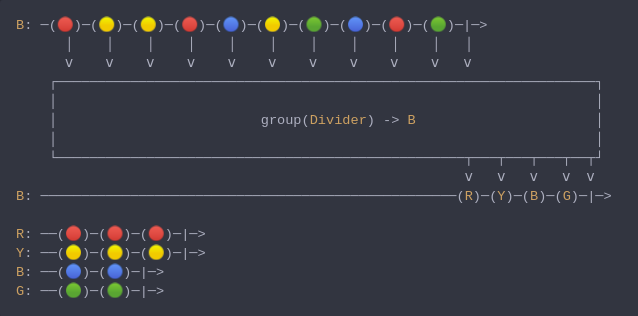 B: —(🔴)—(🟡)—(🟡)—(🔴)—(🔵)—(🟡)—(🟢)—(🔵)—(🔴)—(🟢)—|—>
v v v v v v v v v v v
group(Divider) -> B
v v v v v
B: ——(R)—(Y)—(B)—(G)—|—>
R: ——(🔴)—(🔴)—(🔴)—|—>
Y: ——(🟡)—(🟡)—(🟡)—|—>
B: ——(🔵)—(🔵)—|—>
G: ——(🟢)—(🟢)—|—>